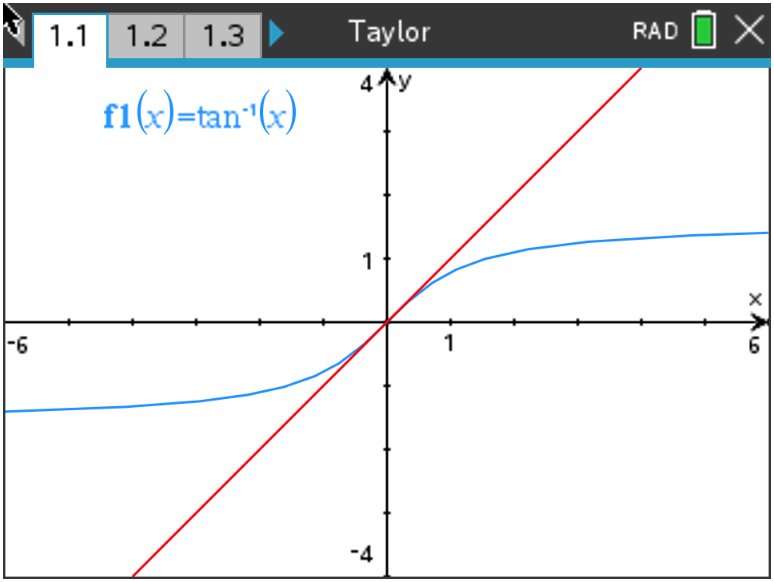 1.1 1.2 1.3 Taylor RAD
4 y
f1(x)=tan⁻¹(x)
1
x
-6 1 6
-4